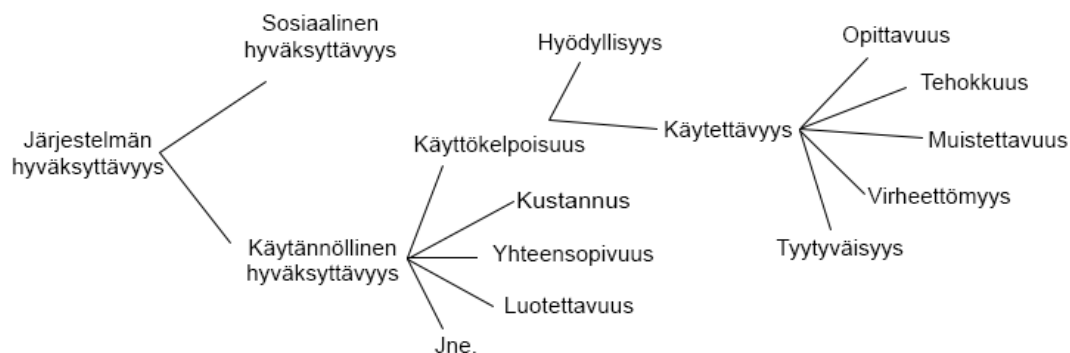 Sosiaalinen
hyväksyttävyys
Hyödyllisyys
Opittavuus
Tehokkuus
Järjestelmän
hyväksyttävyys
Käyttökelpoisuus
Käytettävyys
Muistettavuus
Kustannus
Virheettömyys
Käytännöllinen
hyväksyttävyys
Yhteensopivuus
Tyytyväisyys
Luotettavuus
Jne.